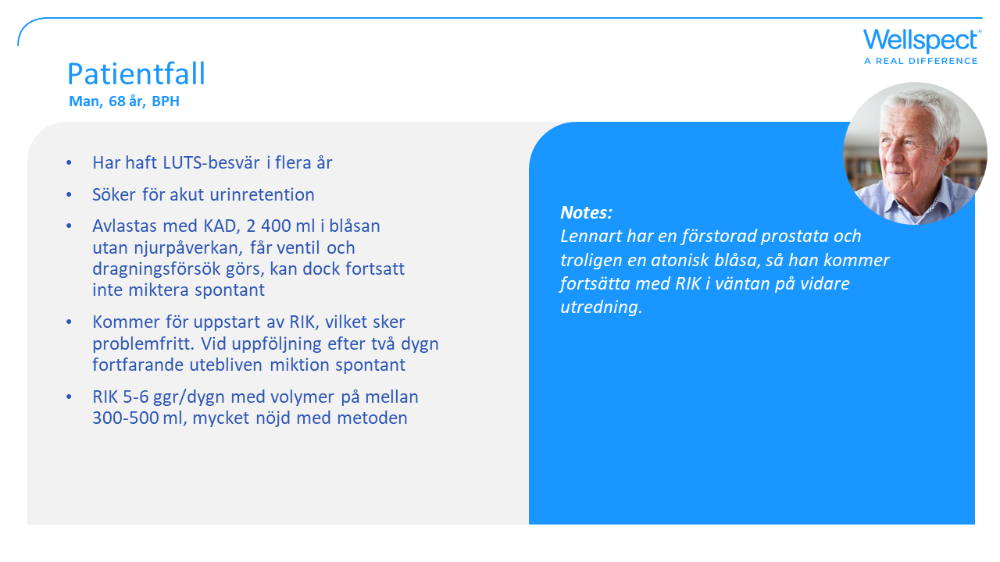 Wellspect®
A REAL DIFFERENCE
Patientfall
Man, 68 år, BPH
• Har haft LUTS-besvär i flera år
• Söker för akut urinretention
• Avlastas med KAD, 2 400 ml i blåsan
utan njurpåverkan, får ventil och
dragningsförsök görs, kan dock fortsatt
inte miktera spontant
• Kommer för uppstart av RIK, vilket sker
problemfritt. Vid uppföljning efter två dygn
fortfarande utebliven miktion spontant
• RIK 5-6 ggr/dygn med volymer på mellan
300-500 ml, mycket nöjd med metoden
Notes:
Lennart har en förstorad prostata och
troligen en atonisk blåsa, så han kommer
fortsätta med RIK i väntan på vidare
utredning.